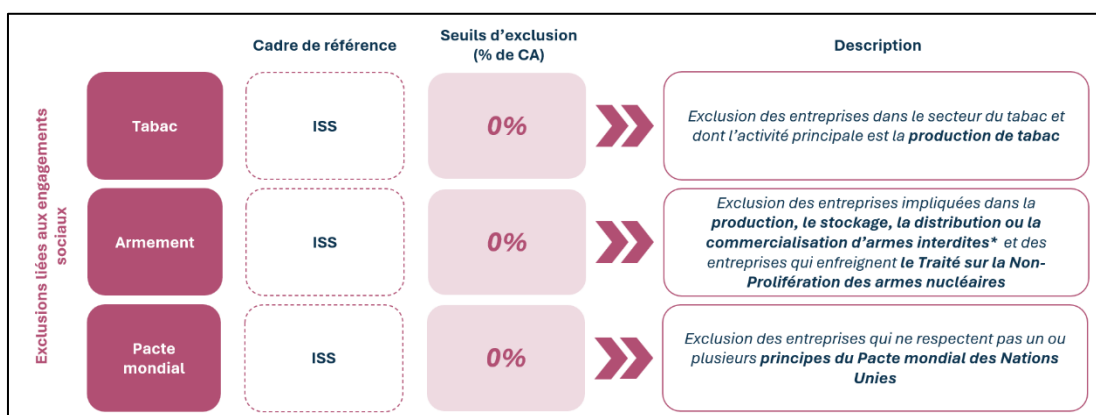 Cadre de référence
Seuils d'exclusion
(% de CA)
Description
Exclusions liées aux engagements
sociaux
Tabac
ISS
0%
Exclusion des entreprises dans le secteur du tabac et
dont l'activité principale est la production de tabac
Armement
ISS
0%
Exclusion des entreprises impliquées dans la
production, le stockage, la distribution ou la
commercialisation d'armes interdites* et des
entreprises qui enfreignent le Traité sur la Non-
Prolifération des armes nucléaires
Pacte
mondial
ISS
0%
Exclusion des entreprises qui ne respectent pas un ou
plusieurs principes du Pacte mondial des Nations
Unies